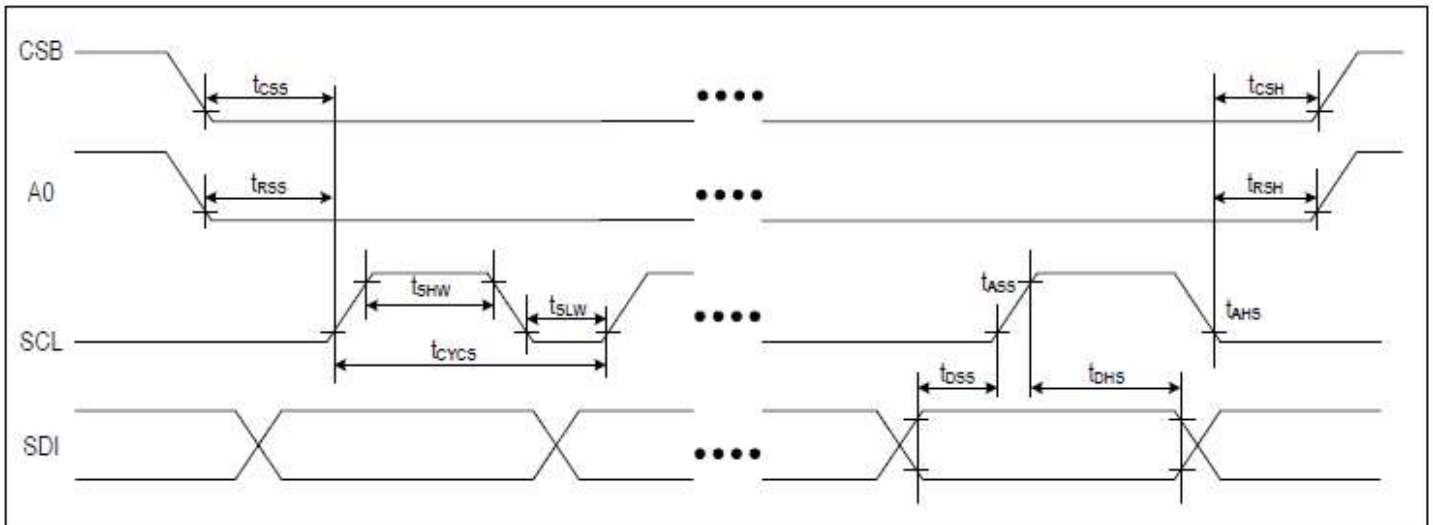 CSB
tCSS
tCSH
A0
tRSS
tRSH
tSHW
tSLW
tASS
tAHS
SCL
tCYCS
tDSS
tDHS
SDI